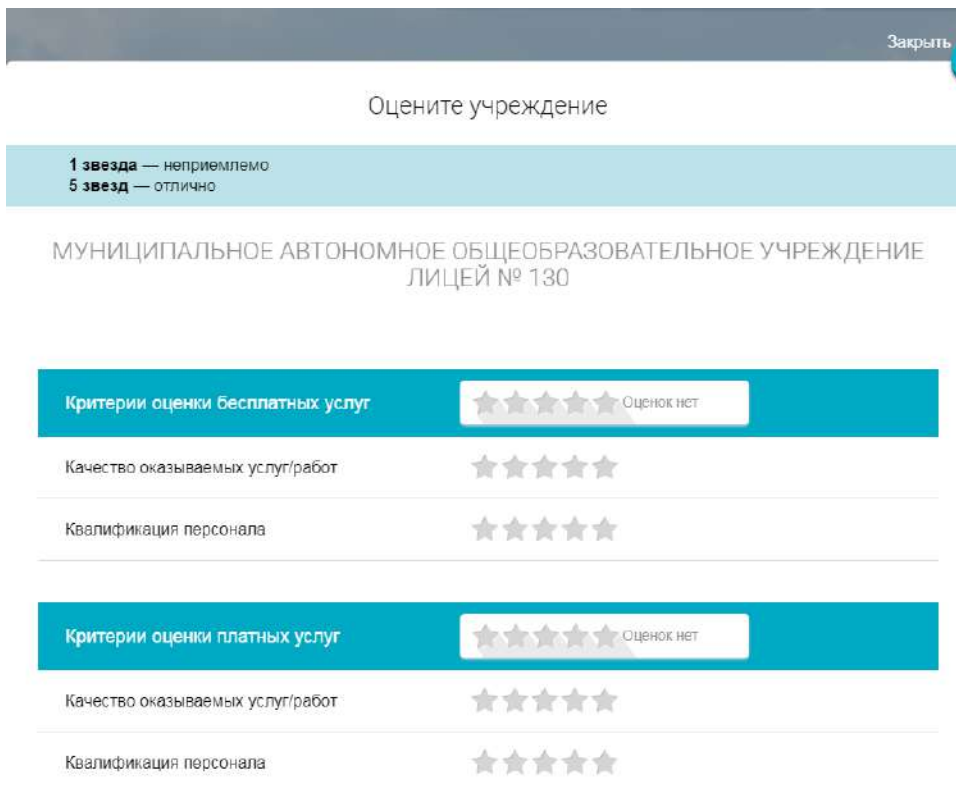 Закрыть
Оцените учреждение
1 звезда — неприемлемо
5 звезд — отлично
МУНИЦИПАЛЬНОЕ АВТОНОМНОЕ ОБЩЕОБРАЗОВАТЕЛЬНОЕ УЧРЕЖДЕНИЕ
ЛИЦЕЙ № 130
Критерии оценки бесплатных услуг Оценок нет
Качество оказываемых услуг/работ
Квалификация персонала
Критерии оценки платных услуг Оценок нет
Качество оказываемых услуг/работ
Квалификация персонала